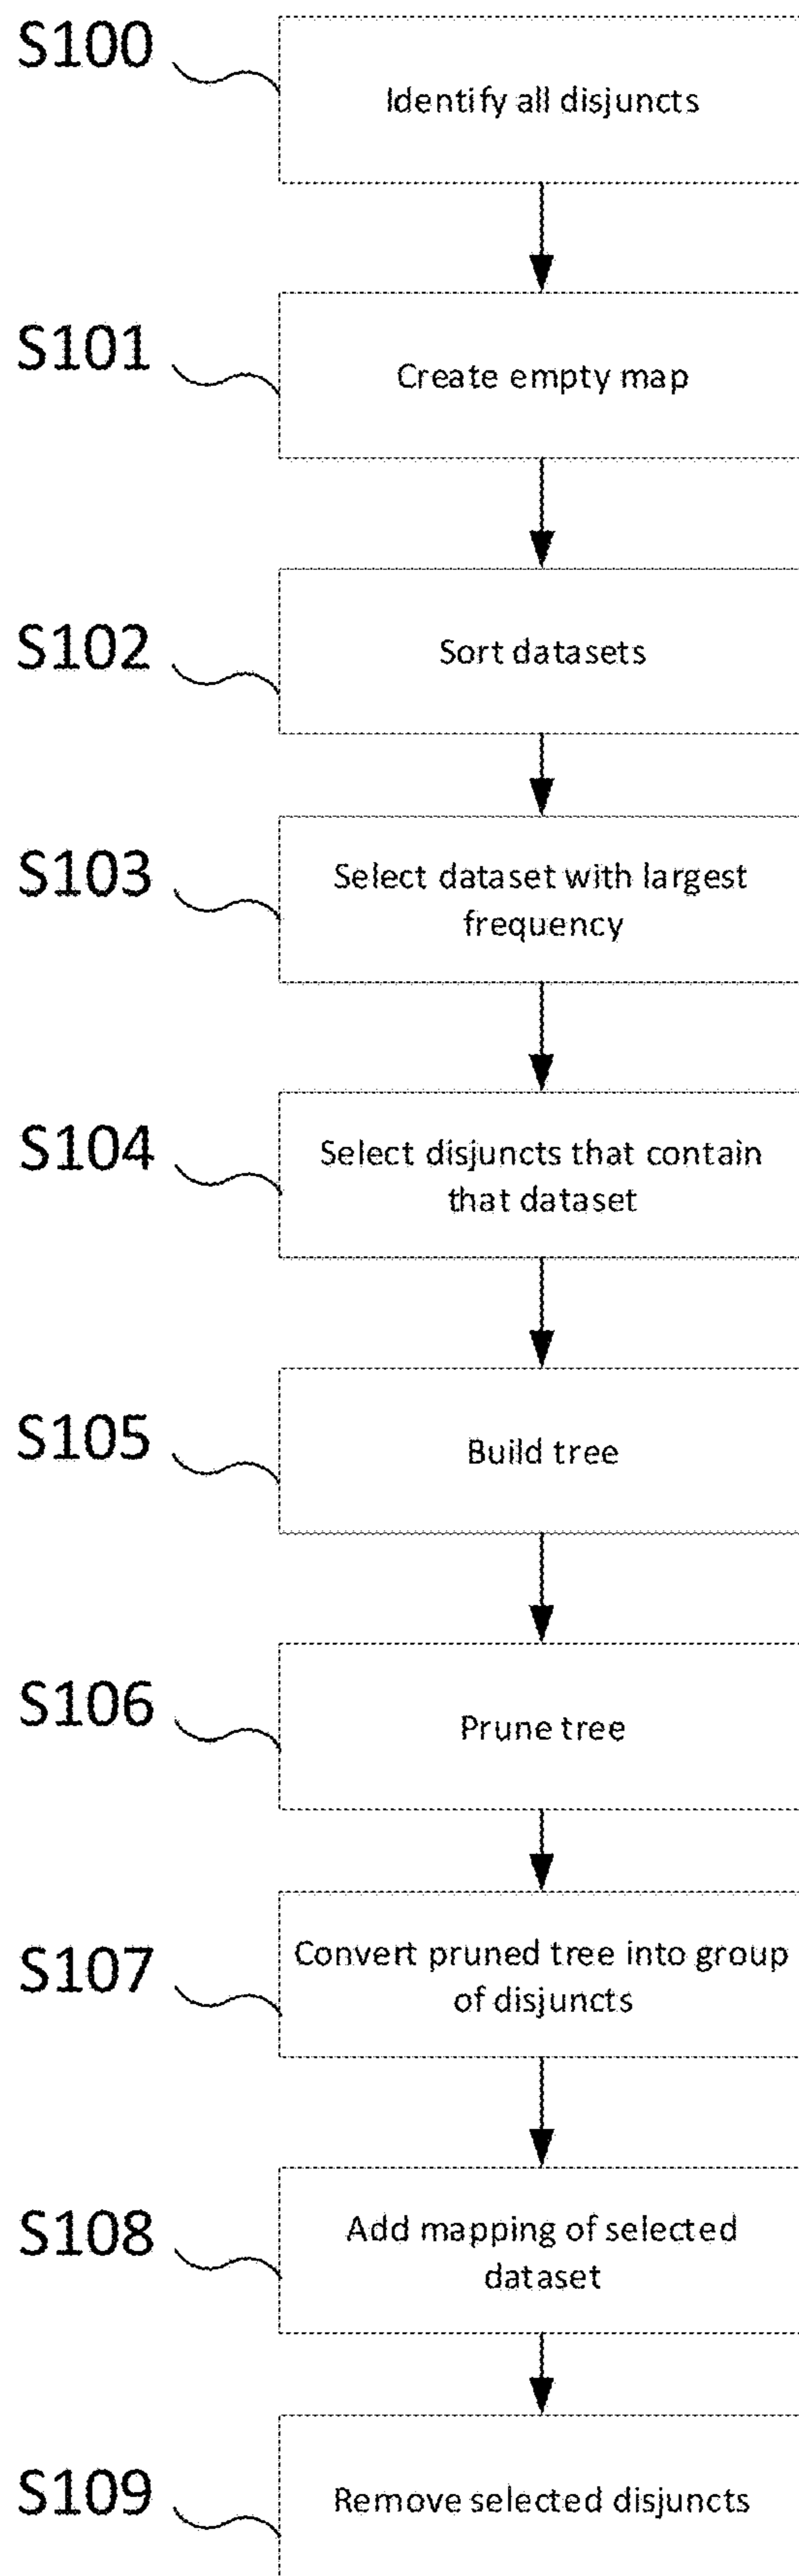 S100
Identify all disjuncts
S101
Create empty map
S102
Sort datasets
S103
Select dataset with largest
frequency
S104
Select disjuncts that contain
that dataset
S105
Build tree
S106
Prune tree
S107
Convert pruned tree into group
of disjuncts
S108
Add mapping of selected
dataset
S109
Remove selected disjuncts